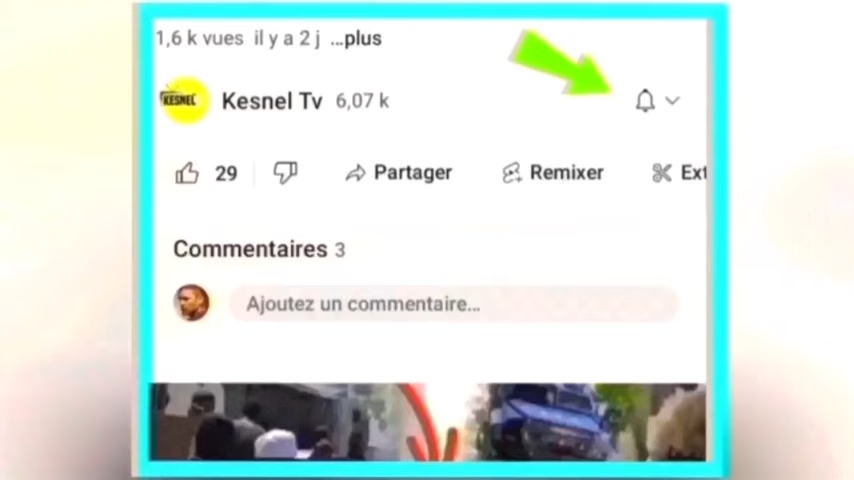 1,6 k vues il y a 2 j ...plus
KESNEL
Kesnel Tv 6,07 k
29 Partager Remixer Ext
Commentaires 3
Ajoutez un commentaire...